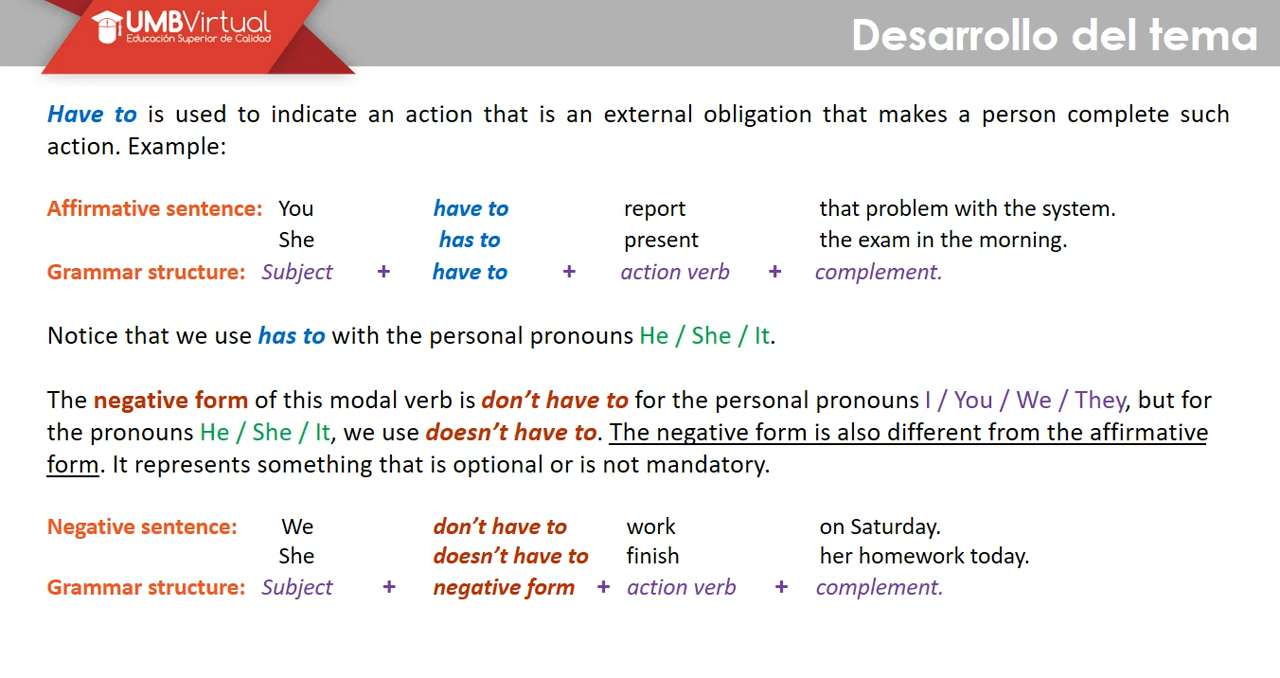 UMBVirtual
Educación Superior de Calidad
Desarrollo del tema
Have to is used to indicate an action that is an external obligation that makes a person complete such
action. Example:
Affirmative sentence: You have to report that problem with the system.
She has to present the exam in the morning.
Grammar structure: Subject + have to + action verb + complement.
Notice that we use has to with the personal pronouns He / She / It.
The negative form of this modal verb is don’t have to for the personal pronouns I / You / We / They, but for
the pronouns He / She / It, we use doesn’t have to. The negative form is also different from the affirmative
form. It represents something that is optional or is not mandatory.
Negative sentence: We don’t have to work on Saturday.
She doesn’t have to finish her homework today.
Grammar structure: Subject + negative form + action verb + complement.